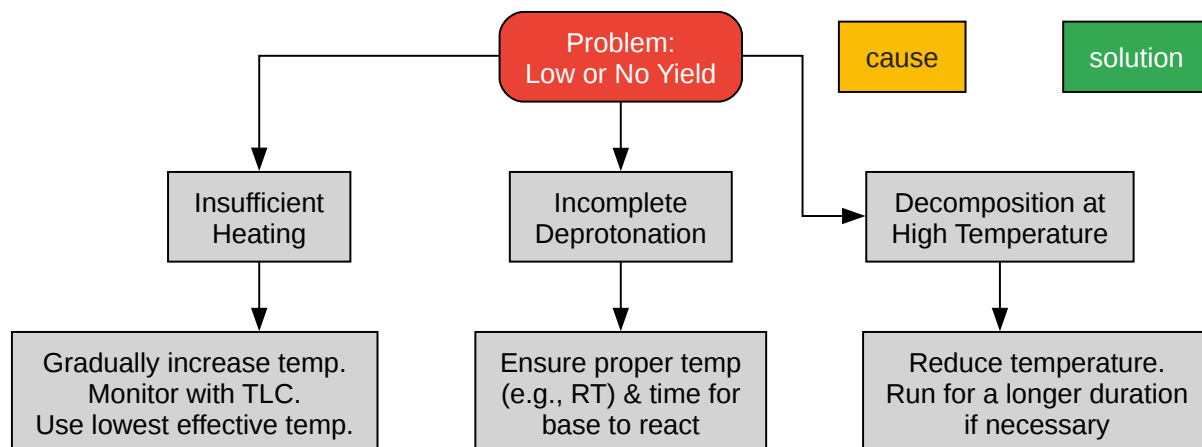 Problem:
Low or No Yield
cause
solution
Insufficient
Heating
Incomplete
Deprotonation
Decomposition at
High Temperature
Gradually increase temp.
Monitor with TLC.
Use lowest effective temp.
Ensure proper temp
(e.g., RT) & time for
base to react
Reduce temperature.
Run for a longer duration
if necessary